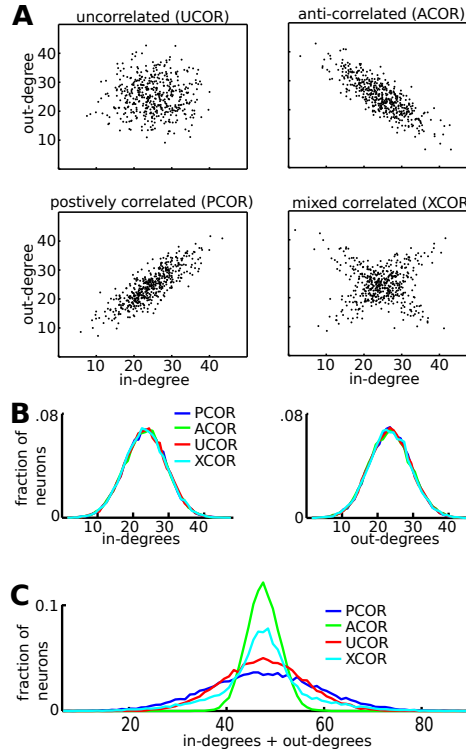 A
uncorrelated (UCOR)
anti-correlated (ACOR)
out-degree
40
30
20
10
postively correlated (PCOR)
mixed correlated (XCOR)
out-degree
40
30
20
10
10 20 30 40
in-degree
10 20 30 40
in-degree
B
.08
0
fraction of
neurons
PCOR
ACOR
UCOR
XCOR
10 20 30 40
in-degrees
.08
0
10 20 30 40
out-degrees
C
0.1
0
fraction of
neurons
PCOR
ACOR
UCOR
XCOR
20 40 60 80
in-degrees + out-degrees